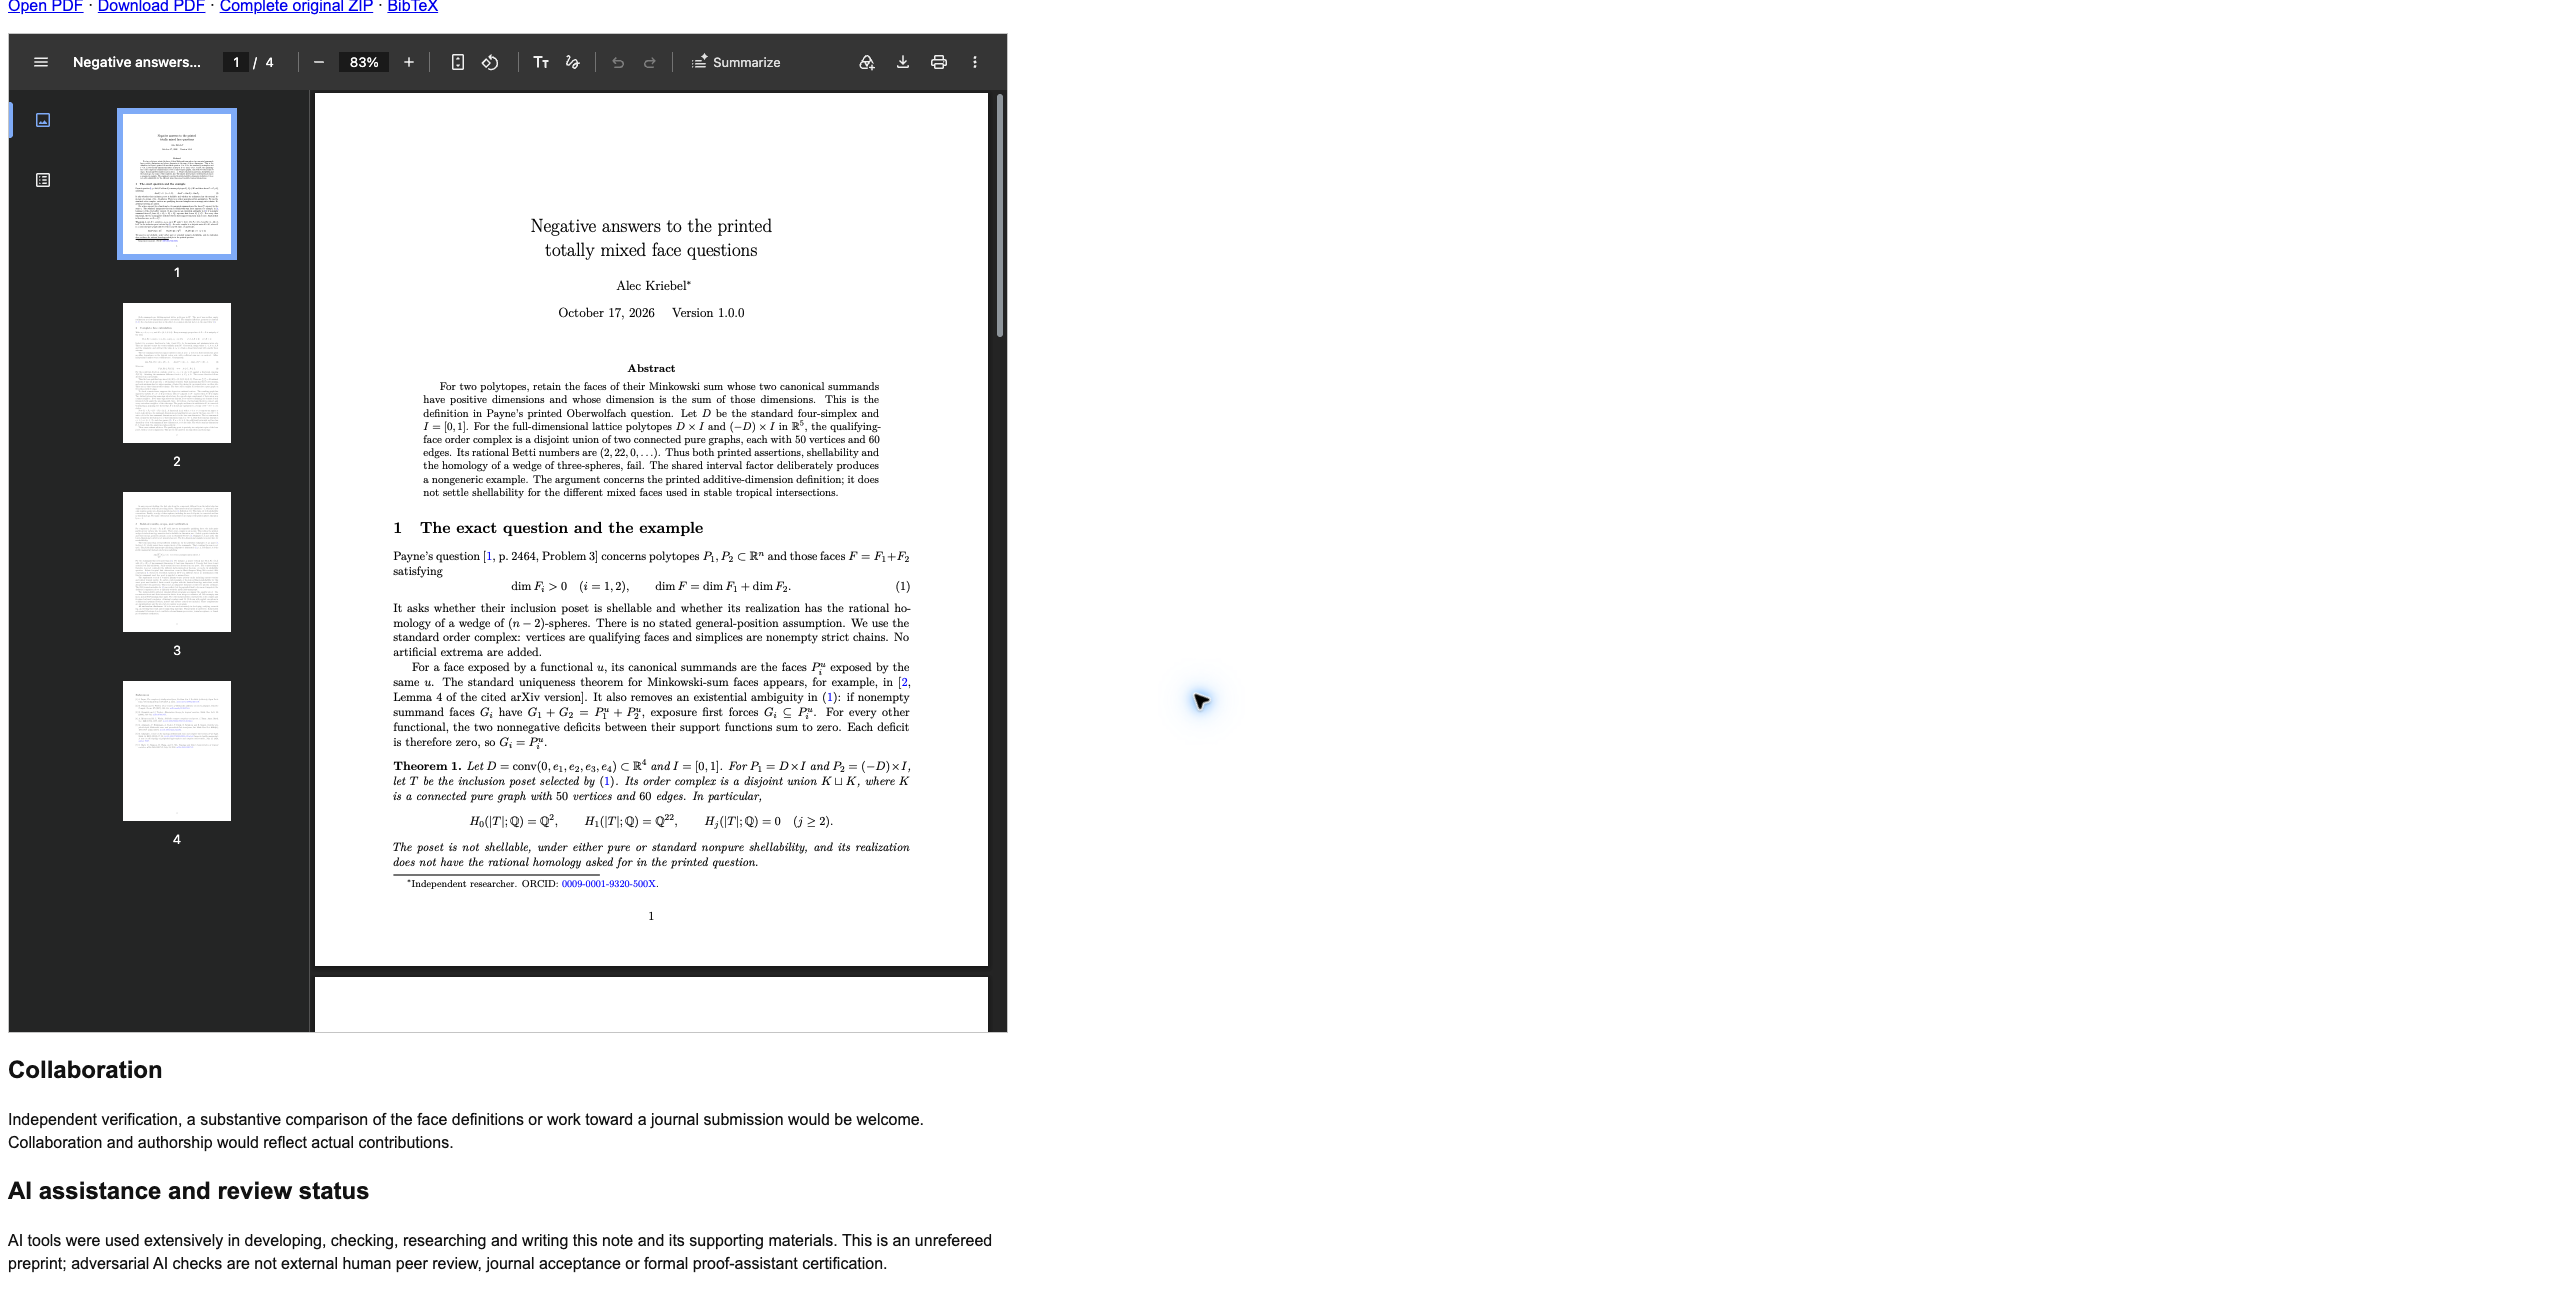 Open PDF · Download PDF · Complete original ZIP · BibTeX
Negative answers... 1 / 4 83% Summarize
1
2
3
4
Negative answers to the printed
totally mixed face questions
Alec Kriebel*
October 17, 2026 Version 1.0.0
Abstract
For two polytopes, retain the faces of their Minkowski sum whose two canonical summands
have positive dimensions and whose dimension is the sum of those dimensions. This is the
definition in Payne's printed Oberwolfach question. Let D be the standard four-simplex and
I = [0, 1]. For the full-dimensional lattice polytopes D × I and (−D) × I in ℝ⁵, the qualifying-
face order complex is a disjoint union of two connected pure graphs, each with 50 vertices and 60
edges. Its rational Betti numbers are (2, 22, 0, . . .). Thus both printed assertions, shellability and
the homology of a wedge of three-spheres, fail. The shared interval factor deliberately produces
a nongeneric example. The argument concerns the printed additive-dimension definition; it does
not settle shellability for the different mixed faces used in stable tropical intersections.
1 The exact question and the example
Payne's question [1, p. 2464, Problem 3] concerns polytopes P₁, P₂ ⊂ ℝⁿ and those faces F = F₁+F₂
satisfying
dim Fᵢ > 0 (i = 1, 2), dim F = dim F₁ + dim F₂. (1)
It asks whether their inclusion poset is shellable and whether its realization has the rational ho-
mology of a wedge of (n − 2)-spheres. There is no stated general-position assumption. We use the
standard order complex: vertices are qualifying faces and simplices are nonempty strict chains. No
artificial extrema are added.
For a face exposed by a functional u, its canonical summands are the faces Pᵢᵘ exposed by the
same u. The standard uniqueness theorem for Minkowski-sum faces appears, for example, in [2,
Lemma 4 of the cited arXiv version]. It also removes an existential ambiguity in (1): if nonempty
summand faces Gᵢ have G₁ + G₂ = P₁ᵘ + P₂ᵘ, exposure first forces Gᵢ ⊆ Pᵢᵘ. For every other
functional, the two nonnegative deficits between their support functions sum to zero. Each deficit
is therefore zero, so Gᵢ = Pᵢᵘ.
Theorem 1. Let D = conv(0, e₁, e₂, e₃, e₄) ⊂ ℝ⁴ and I = [0, 1]. For P₁ = D×I and P₂ = (−D)×I,
let T be the inclusion poset selected by (1). Its order complex is a disjoint union K ⊔ K, where K
is a connected pure graph with 50 vertices and 60 edges. In particular,
H₀(|T|; ℚ) = ℚ², H₁(|T|; ℚ) = ℚ²², Hⱼ(|T|; ℚ) = 0 (j ≥ 2).
The poset is not shellable, under either pure or standard nonpure shellability, and its realization
does not have the rational homology asked for in the printed question.
*Independent researcher. ORCID: 0009-0001-9320-500X.
1
Collaboration
Independent verification, a substantive comparison of the face definitions or work toward a journal submission would be welcome.
Collaboration and authorship would reflect actual contributions.
AI assistance and review status
AI tools were used extensively in developing, checking, researching and writing this note and its supporting materials. This is an unrefereed
preprint; adversarial AI checks are not external human peer review, journal acceptance or formal proof-assistant certification.